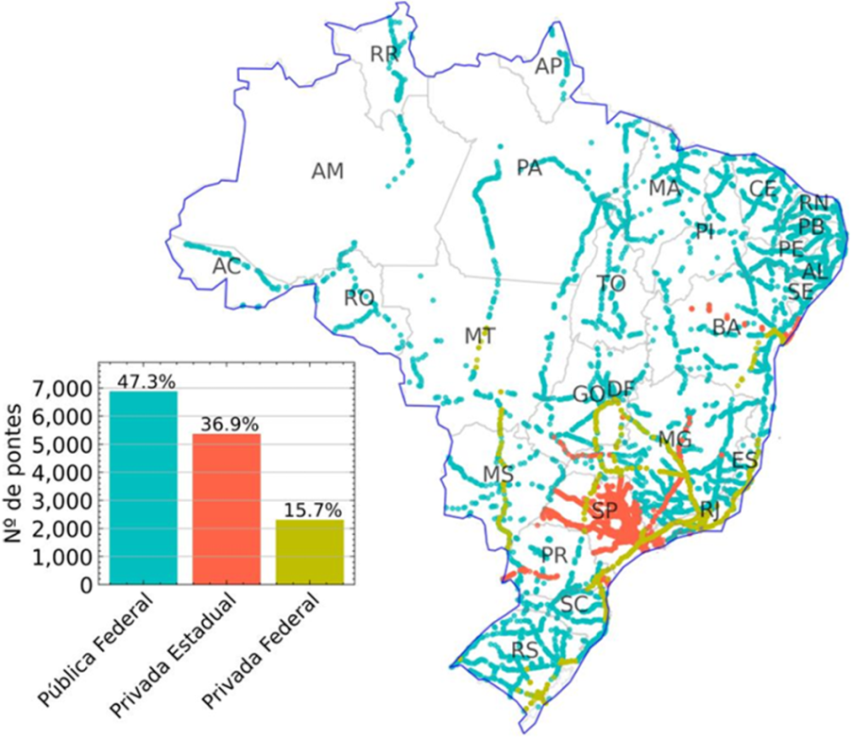 RR
AP
AM
PA
MA
CE
RN
PB
PI
PE
AL
SE
AC
TO
RO
BA
MT
GO
DF
MG
ES
MS
SP
RJ
PR
SC
RS
Nº de pontes
7,000
6,000
5,000
4,000
3,000
2,000
1,000
0
47.3%
36.9%
15.7%
Pública Federal
Privada Estadual
Privada Federal